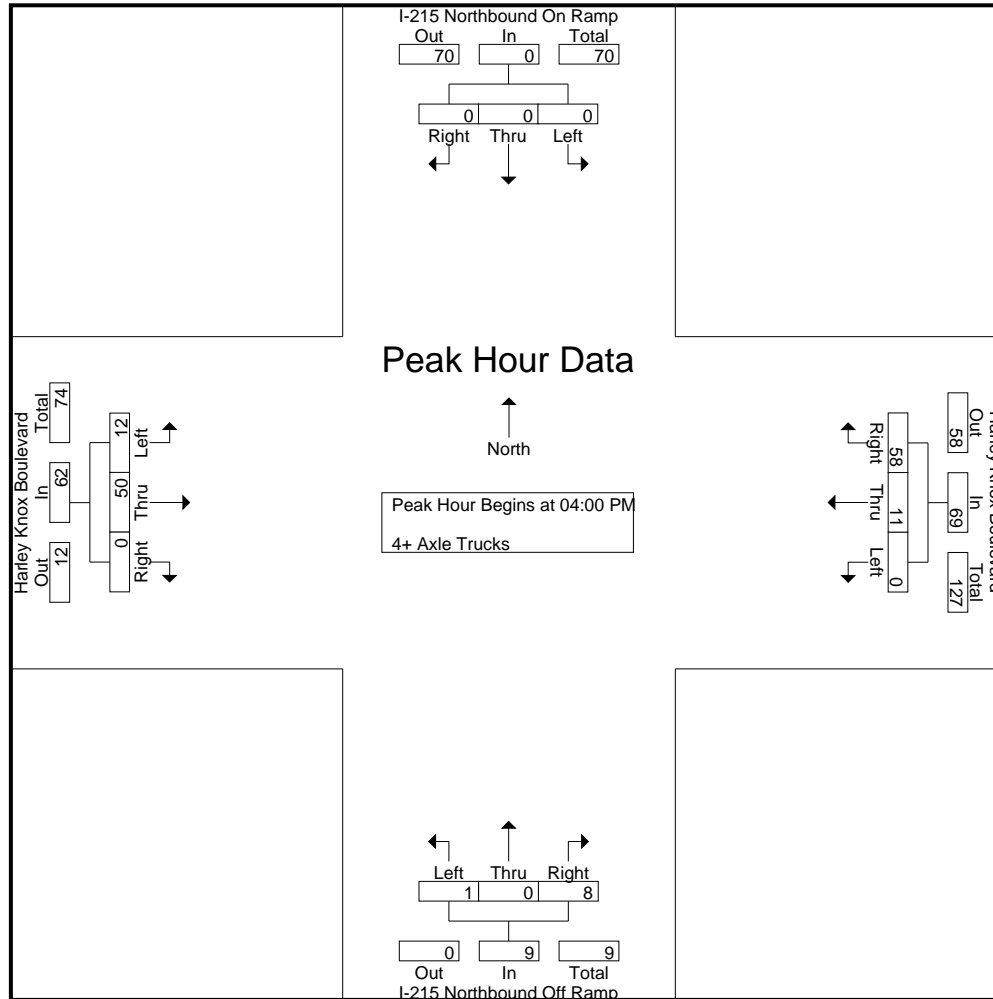 I-215 Northbound On Ramp
Out In Total
70 0 70
0 0 0
Right Thru Left
Peak Hour Data
North
Peak Hour Begins at 04:00 PM
4+ Axle Trucks
Harley Knox Boulevard
Total In Out
74 62 12
12 50 0
Left Thru Right
Harley Knox Boulevard
Out In Total
58 69 127
58 11 0
Right Thru Left
Left Thru Right
1 0 8
0 9 9
Out In Total
I-215 Northbound Off Ramp